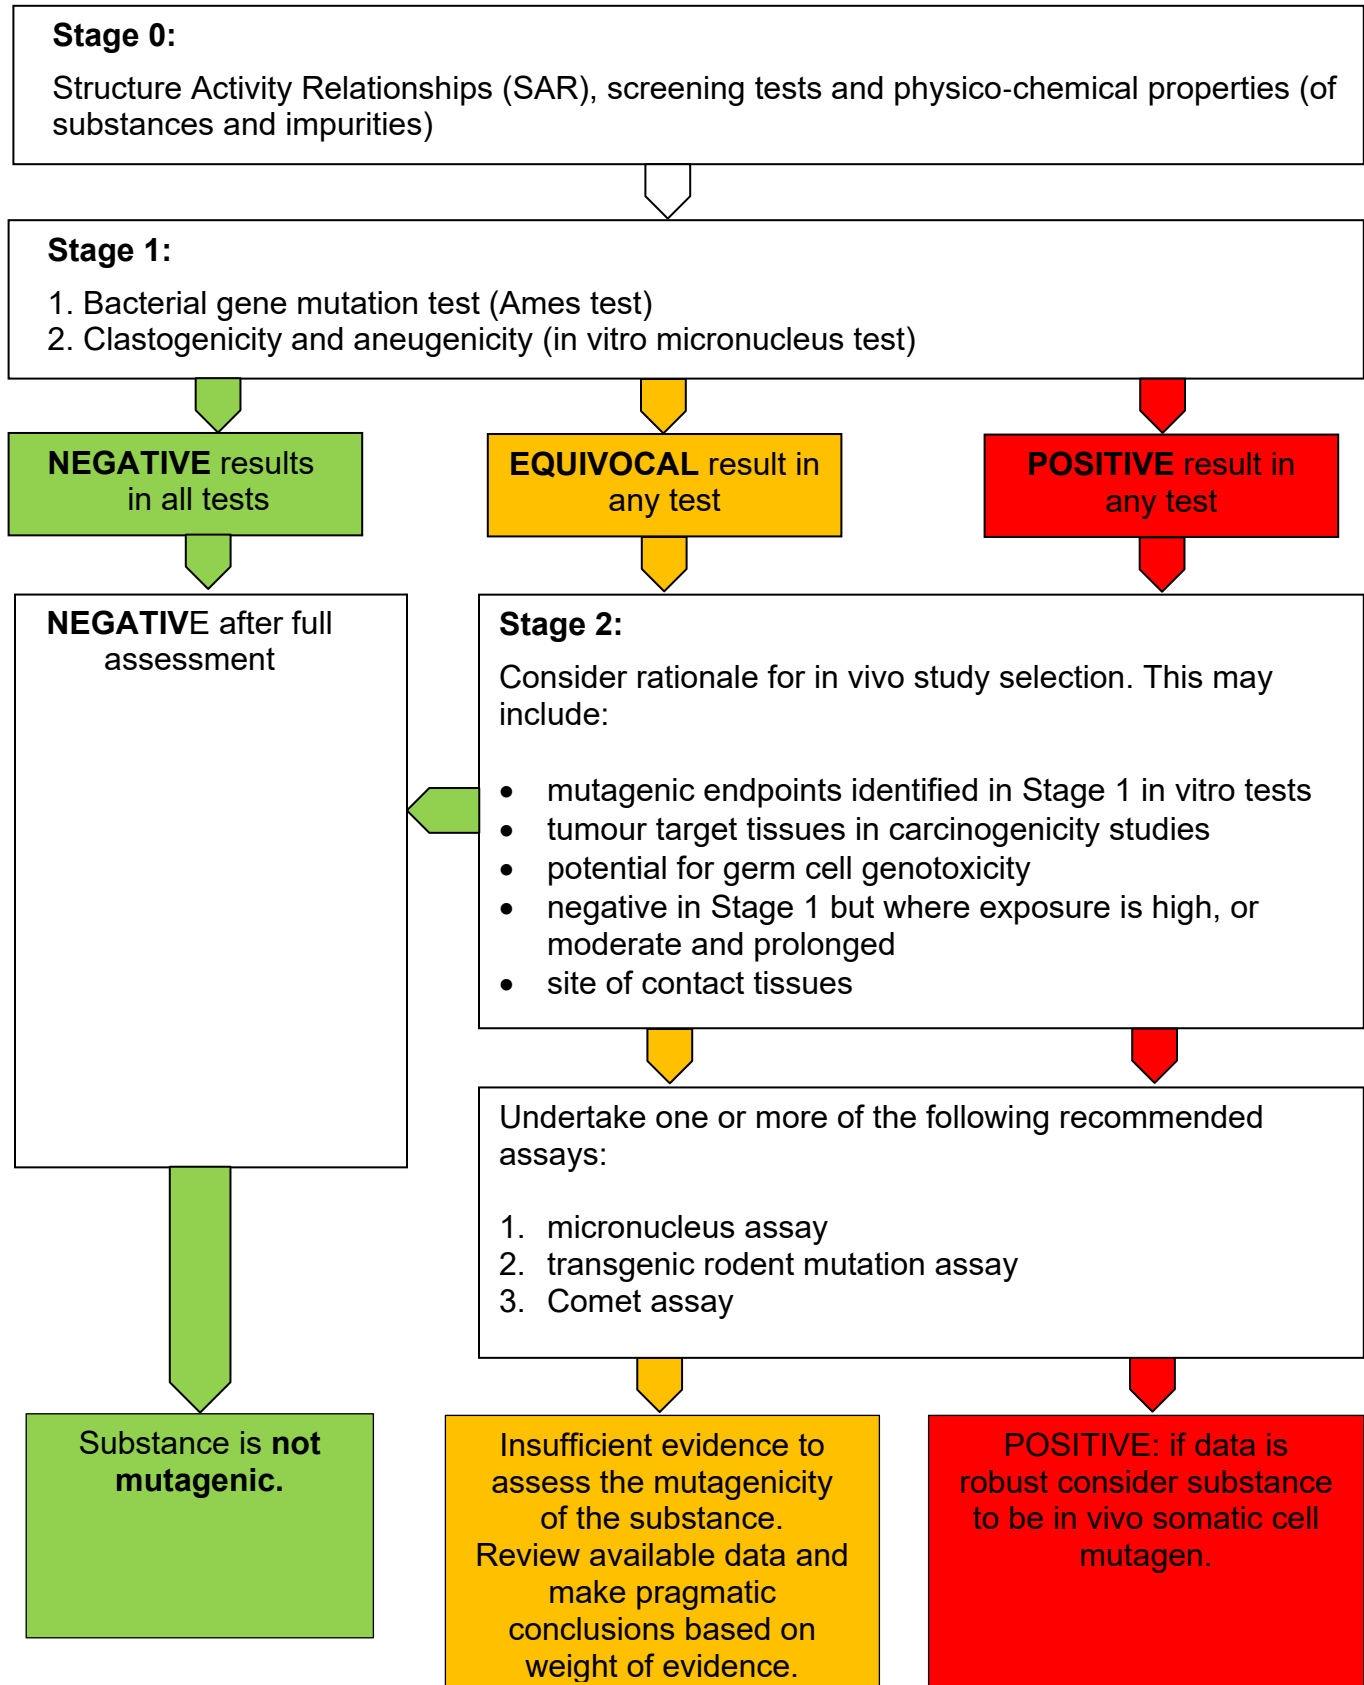 Stage 0:
Structure Activity Relationships (SAR), screening tests and physico-chemical properties (of
substances and impurities)
Stage 1:
1. Bacterial gene mutation test (Ames test)
2. Clastogenicity and aneugenicity (in vitro micronucleus test)
NEGATIVE results
in all tests
EQUIVOCAL result in
any test
POSITIVE result in
any test
NEGATIVE after full
assessment
Stage 2:
Consider rationale for in vivo study selection. This may
include:
• mutagenic endpoints identified in Stage 1 in vitro tests
• tumour target tissues in carcinogenicity studies
• potential for germ cell genotoxicity
• negative in Stage 1 but where exposure is high, or
moderate and prolonged
• site of contact tissues
Undertake one or more of the following recommended
assays:
1. micronucleus assay
2. transgenic rodent mutation assay
3. Comet assay
Substance is not
mutagenic.
Insufficient evidence to
assess the mutagenicity
of the substance.
Review available data and
make pragmatic
conclusions based on
weight of evidence.
POSITIVE: if data is
robust consider substance
to be in vivo somatic cell
mutagen.